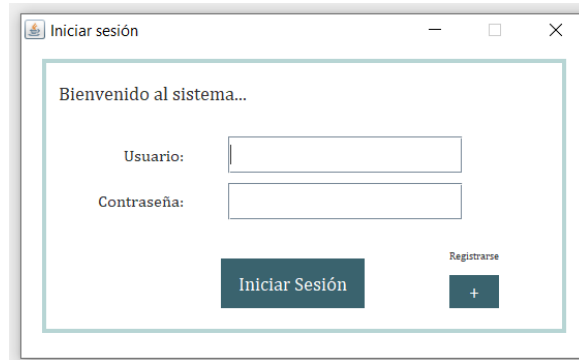 Iniciar sesión
Bienvenido al sistema...
Usuario:
Contraseña:
Registrarse
Iniciar Sesión
+